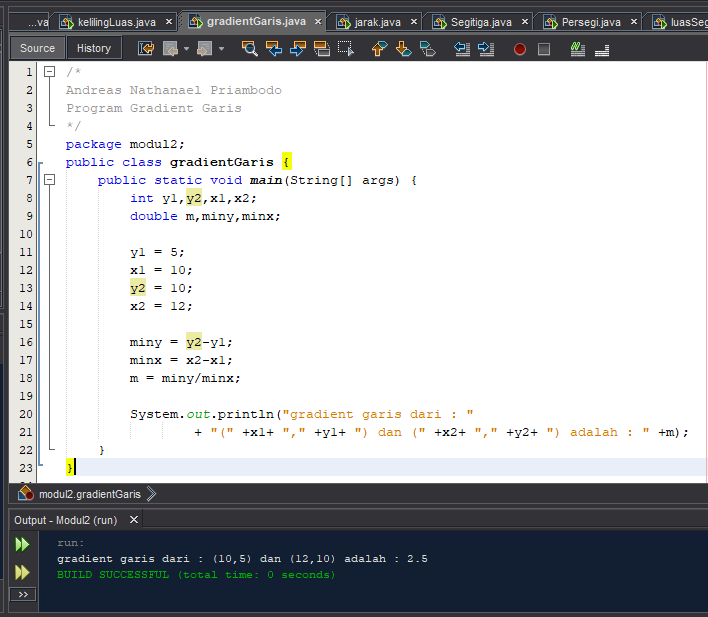 ...va kelilingLuas.java × gradientGaris.java × jarak.java × Segitiga.java × Persegi.java × luasSeg
Source History
1 /*
2 Andreas Nathanael Priambodo
3 Program Gradient Garis
4 */
5 package modul2;
6 public class gradientGaris {
7 public static void main(String[] args) {
8 int y1,y2,x1,x2;
9 double m,miny,minx;
10
11 y1 = 5;
12 x1 = 10;
13 y2 = 10;
14 x2 = 12;
15
16 miny = y2-y1;
17 minx = x2-x1;
18 m = miny/minx;
19
20 System.out.println("gradient garis dari : "
21 + "(" +x1+ "," +y1+ ") dan (" +x2+ "," +y2+ ") adalah : " +m);
22 }
23 }
modul2.gradientGaris
Output - Modul2 (run) ×
run:
gradient garis dari : (10,5) dan (12,10) adalah : 2.5
BUILD SUCCESSFUL (total time: 0 seconds)
>>